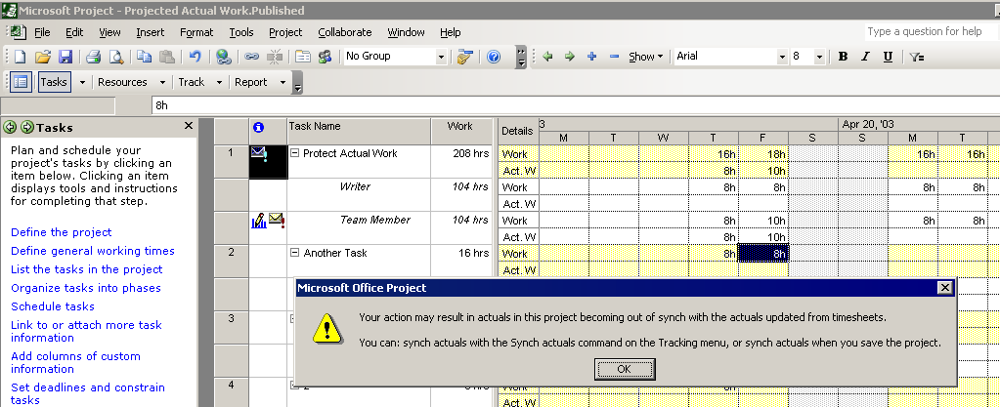 Microsoft Project - Projected Actual Work.Published
File Edit View Insert Format Tools Project Collaborate Window Help
Type a question for help
No Group
Show
Arial
8
B I U
Tasks Resources Track Report
8h
Tasks
Plan and schedule your
project's tasks by clicking an
item below. Clicking an item
displays tools and instructions
for completing that step.
Define the project
Define general working times
List the tasks in the project
Organize tasks into phases
Schedule tasks
Link to or attach more task
information
Add columns of custom
information
Set deadlines and constrain
tasks
Task Name Work Details 3 Apr 20, '03
M T W T F S S M T
1 Protect Actual Work 208 hrs Work 16h 18h 16h 16h
Act. W 8h 10h
Writer 104 hrs Work 8h 8h 8h 8h
Act. W
Team Member 104 hrs Work 8h 10h 8h 8h
Act. W 8h 10h
2 Another Task 16 hrs Work 8h 8h
Act. W
Microsoft Office Project
Your action may result in actuals in this project becoming out of synch with the actuals updated from timesheets.
You can: synch actuals with the Synch actuals command on the Tracking menu, or synch actuals when you save the project.
OK
3
4 Work
Act. W